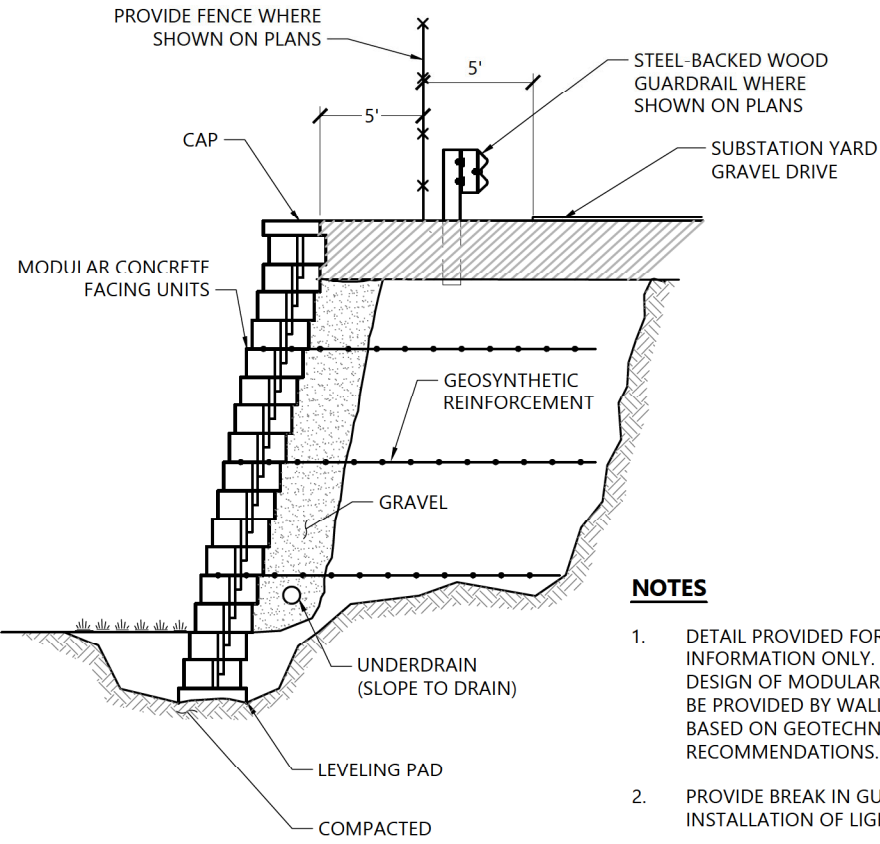 PROVIDE FENCE WHERE
SHOWN ON PLANS
5'
5'
STEEL-BACKED WOOD
GUARDRAIL WHERE
SHOWN ON PLANS
CAP
SUBSTATION YARD
GRAVEL DRIVE
MODULAR CONCRETE
FACING UNITS
GEOSYNTHETIC
REINFORCEMENT
GRAVEL
UNDERDRAIN
(SLOPE TO DRAIN)
LEVELING PAD
COMPACTED
NOTES
1. DETAIL PROVIDED FOR
INFORMATION ONLY.
DESIGN OF MODULAR
BE PROVIDED BY WALL
BASED ON GEOTECHN
RECOMMENDATIONS.
2. PROVIDE BREAK IN GU
INSTALLATION OF LIG